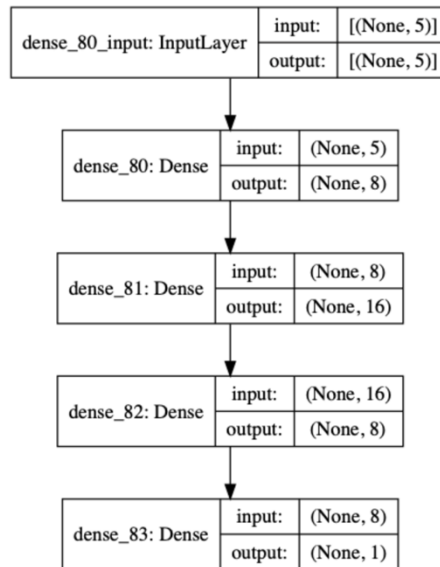 dense_80_input: InputLayer
input: [(None, 5)]
output: [(None, 5)]
dense_80: Dense
input: (None, 5)
output: (None, 8)
dense_81: Dense
input: (None, 8)
output: (None, 16)
dense_82: Dense
input: (None, 16)
output: (None, 8)
dense_83: Dense
input: (None, 8)
output: (None, 1)